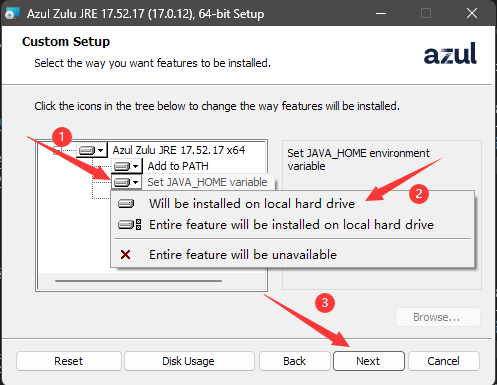 Azul Zulu JRE 17.52.17 (17.0.12), 64-bit Setup
Custom Setup
Select the way you want features to be installed.
azul
Click the icons in the tree below to change the way features will be installed.
1
Azul Zulu JRE 17.52.17 x64
Add to PATH
Set JAVA_HOME variable
Set JAVA_HOME environment
variable
2
Will be installed on local hard drive
Entire feature will be installed on local hard drive
Entire feature will be unavailable
3
Browse...
Reset
Disk Usage
Back
Next
Cancel